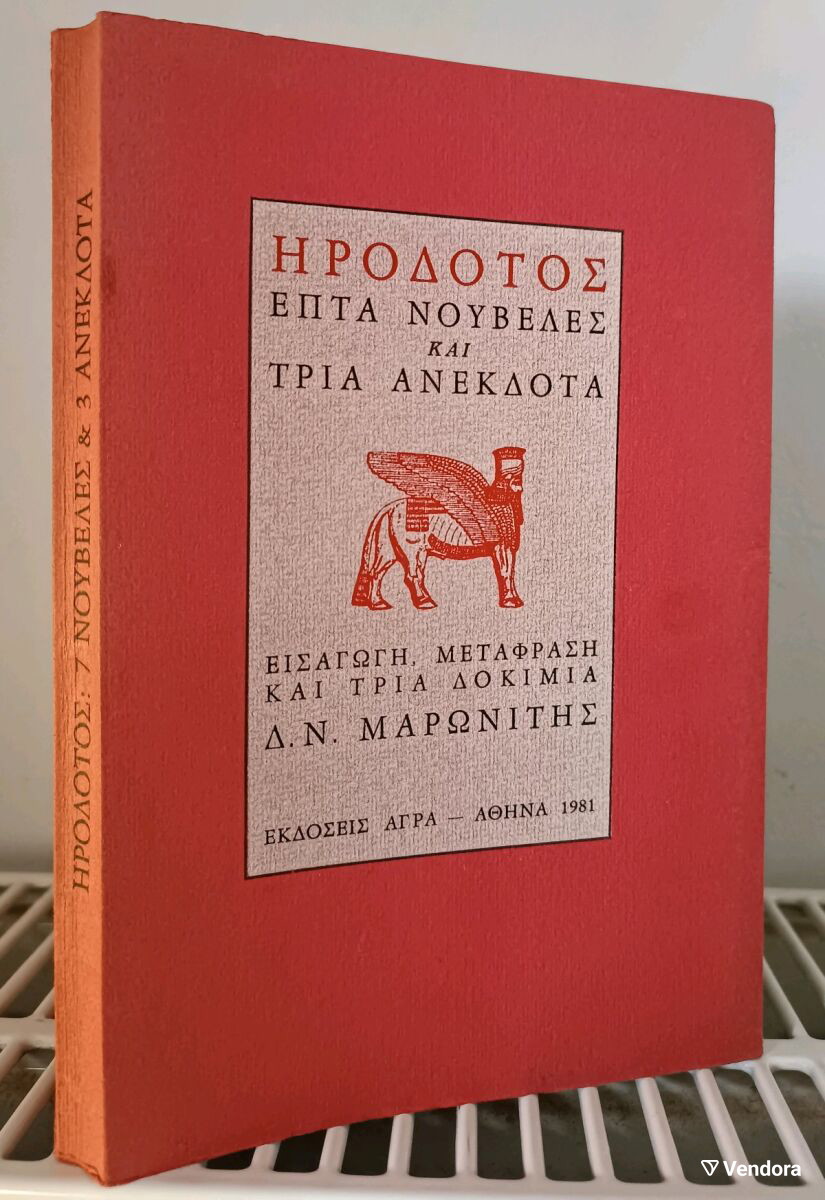 ΗΡΟΔΟΤΟΣ: 7 ΝΟΥΒΕΛΕΣ & 3 ΑΝΕΚΔΟΤΑ
ΗΡΟΔΟΤΟΣ
ΕΠΤΑ ΝΟΥΒΕΛΕΣ
ΚΑΙ
ΤΡΙΑ ΑΝΕΚΔΟΤΑ
ΕΙΣΑΓΩΓΗ, ΜΕΤΑΦΡΑΣΗ
ΚΑΙ ΤΡΙΑ ΔΟΚΙΜΙΑ
Δ.Ν. ΜΑΡΩΝΙΤΗΣ
ΕΚΔΟΣΕΙΣ ΑΓΡΑ — ΑΘΗΝΑ 1981
Vendora